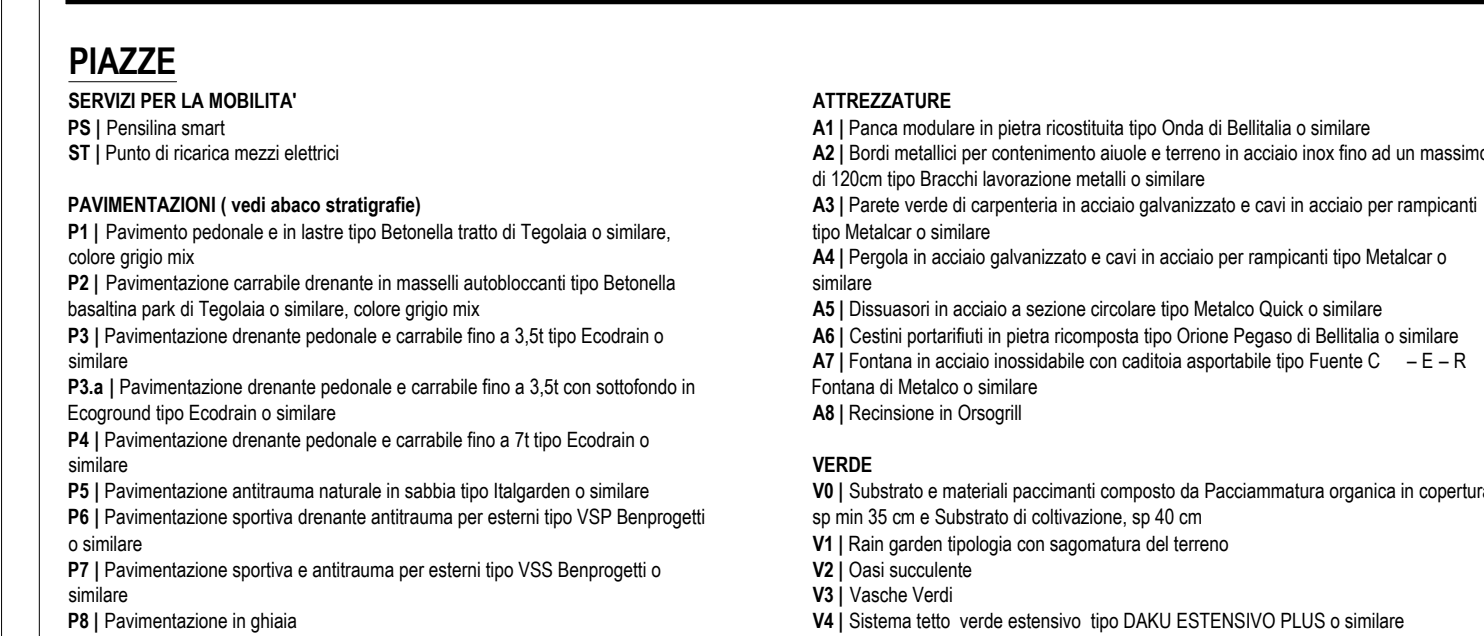 PIAZZE
SERVIZI PER LA MOBILITA'
PS | Pensilina smart
ST | Punto di ricarica mezzi elettrici
PAVIMENTAZIONI ( vedi abaco stratigrafie)
P1 | Pavimento pedonale e in lastre tipo Betonella tratto di Tegolaia o similare,
colore grigio mix
P2 | Pavimentazione carrabile drenante in masselli autobloccanti tipo Betonella
basaltina park di Tegolaia o similare, colore grigio mix
P3 | Pavimentazione drenante pedonale e carrabile fino a 3,5t tipo Ecodrain o
similare
P3.a | Pavimentazione drenante pedonale e carrabile fino a 3,5t con sottofondo in
Ecoground tipo Ecodrain o similare
P4 | Pavimentazione drenante pedonale e carrabile fino a 7t tipo Ecodrain o
similare
P5 | Pavimentazione antitrauma naturale in sabbia tipo Italgarden o similare
P6 | Pavimentazione sportiva drenante antitrauma per esterni tipo VSP Benprogetti
o similare
P7 | Pavimentazione sportiva e antitrauma per esterni tipo VSS Benprogetti o
similare
P8 | Pavimentazione in ghiaia
ATTREZZATURE
A1 | Panca modulare in pietra ricostituita tipo Onda di Bellitalia o similare
A2 | Bordi metallici per contenimento aiuole e terreno in acciaio inox fino ad un massimo
di 120cm tipo Bracchi lavorazione metalli o similare
A3 | Parete verde di carpenteria in acciaio galvanizzato e cavi in acciaio per rampicanti
tipo Metalcar o similare
A4 | Pergola in acciaio galvanizzato e cavi in acciaio per rampicanti tipo Metalcar o
similare
A5 | Dissuasori in acciaio a sezione circolare tipo Metalco Quick o similare
A6 | Cestini portarifiuti in pietra ricomposta tipo Orione Pegaso di Bellitalia o similare
A7 | Fontana in acciaio inossidabile con caditoia asportabile tipo Fuente C – E – R
Fontana di Metalco o similare
A8 | Recinsione in Orsogrill
VERDE
V0 | Substrato e materiali paccimanti composto da Pacciammatura organica in copertura
sp min 35 cm e Substrato di coltivazione, sp 40 cm
V1 | Rain garden tipologia con sagomatura del terreno
V2 | Oasi succulente
V3 | Vasche Verdi
V4 | Sistema tetto verde estensivo tipo DAKU ESTENSIVO PLUS o similare